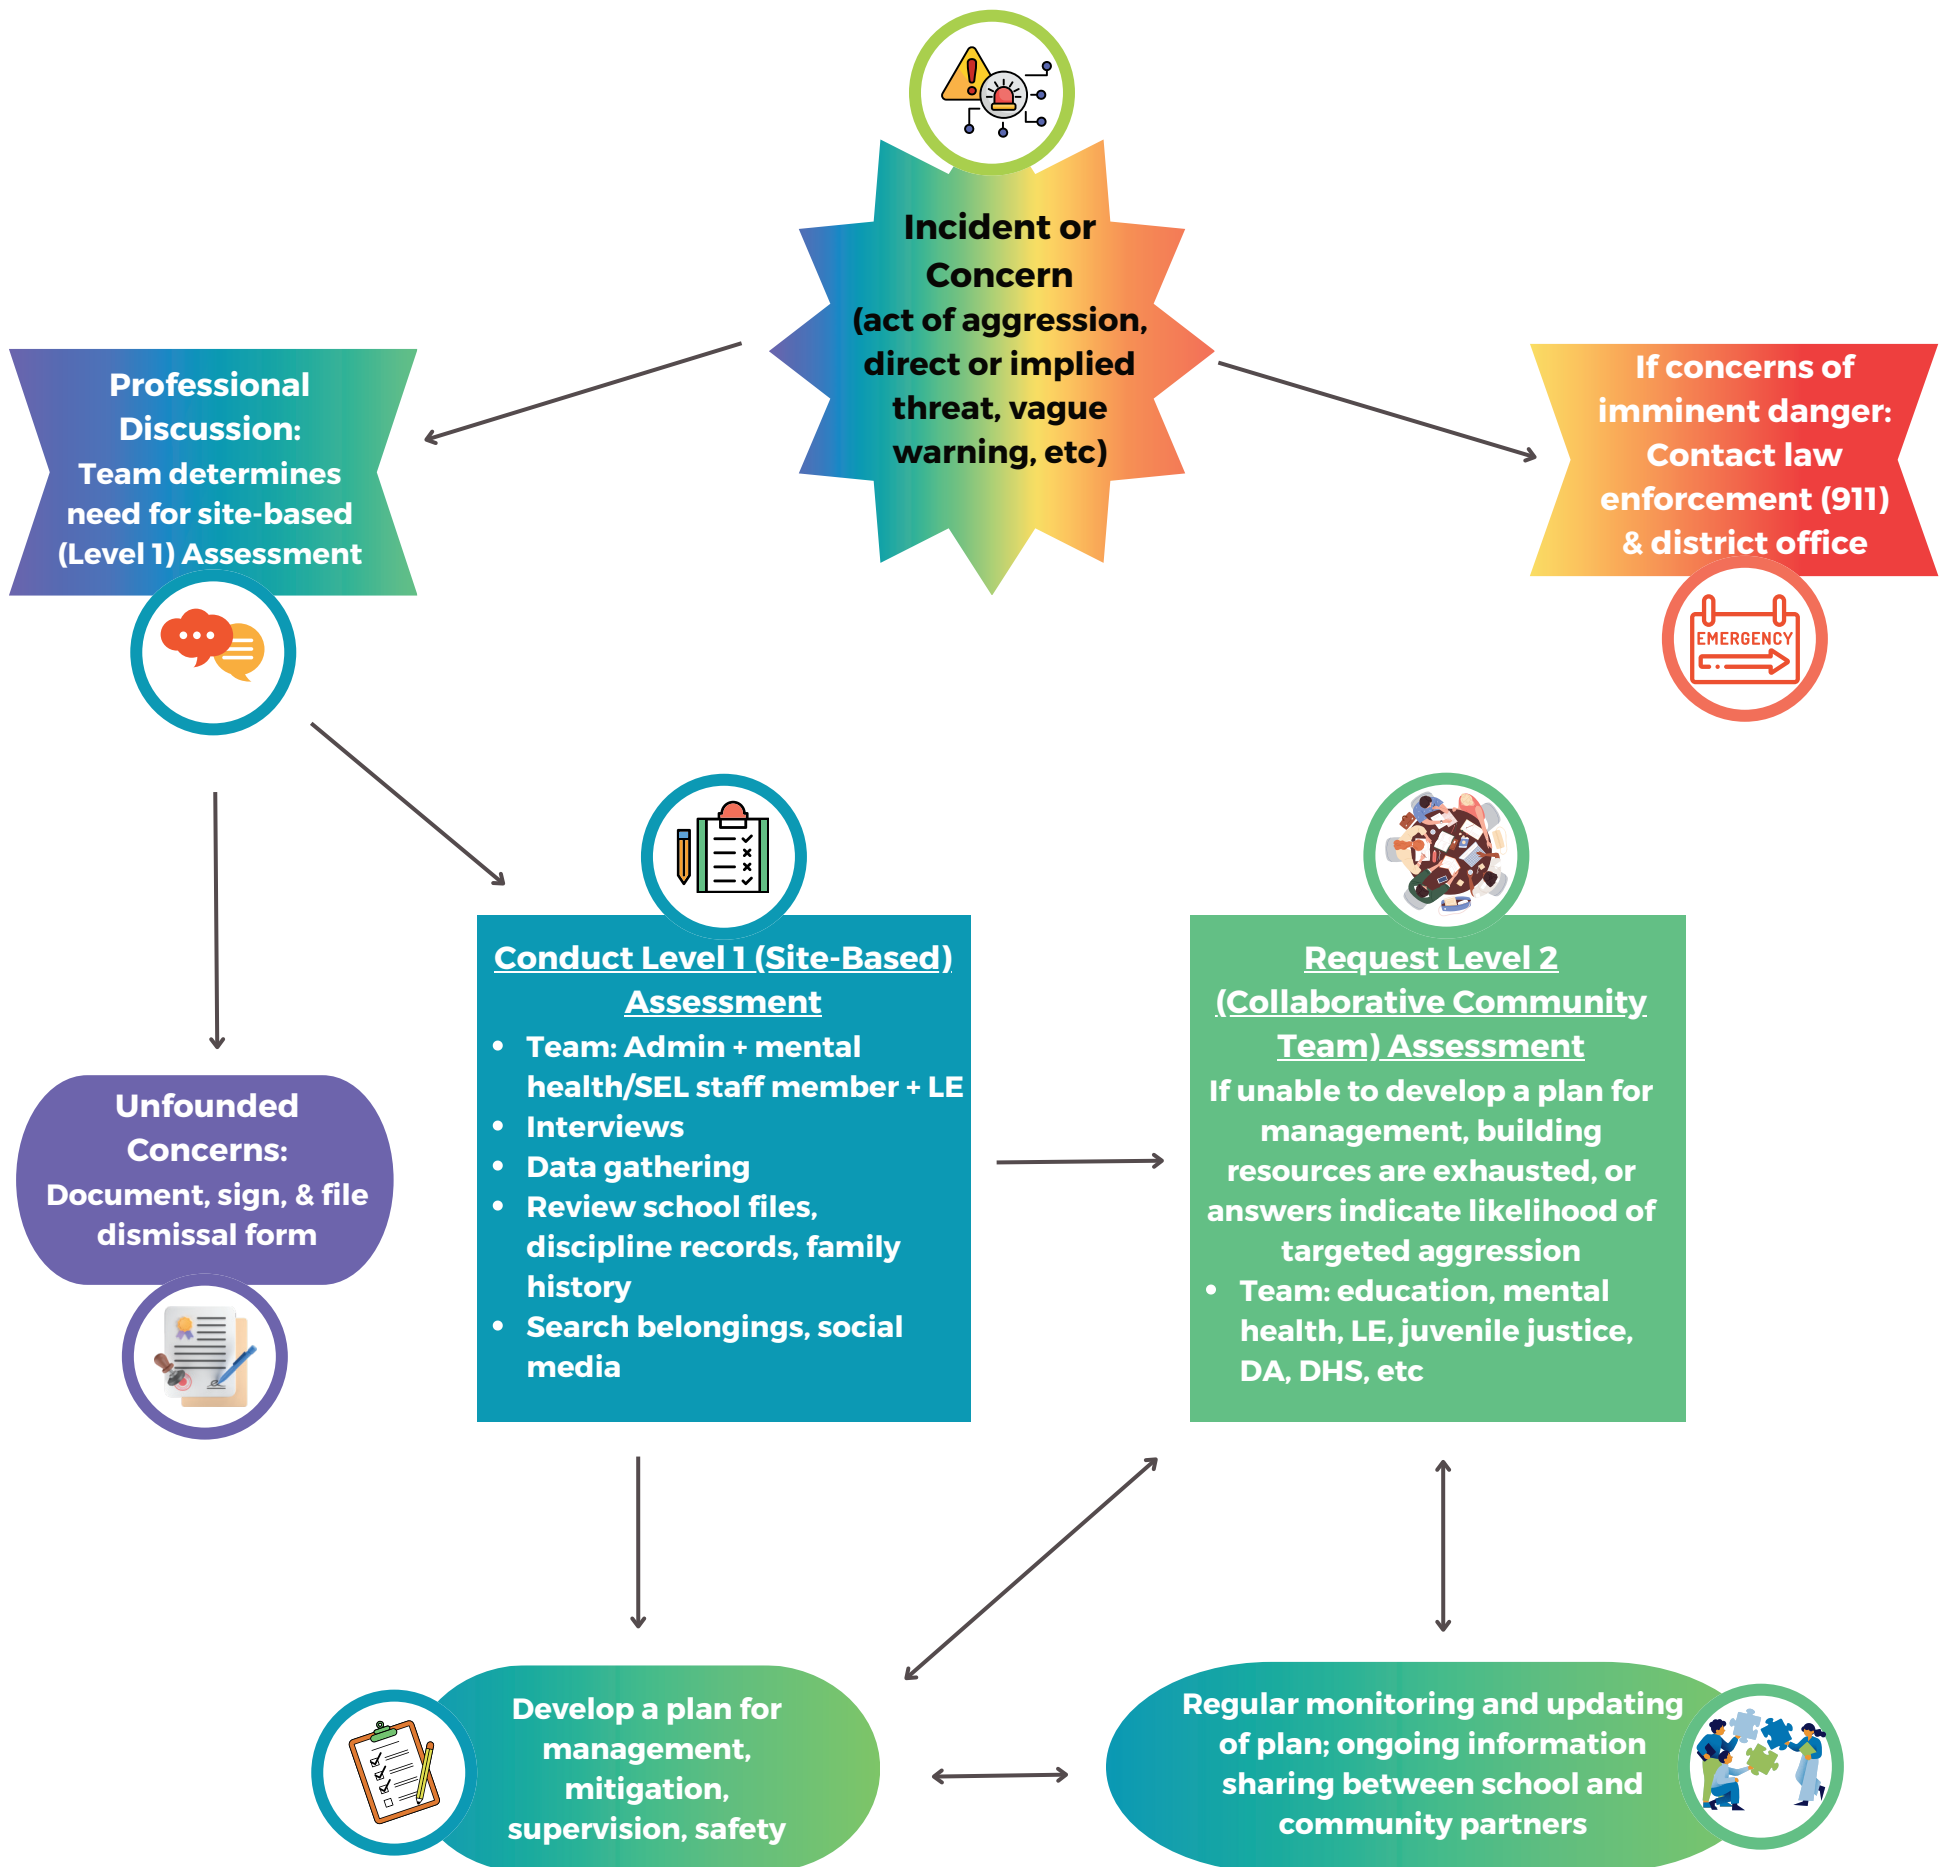 Incident or
Concern
(act of aggression,
direct or implied
threat, vague
warning, etc)
Professional
Discussion:
Team determines
need for site-based
(Level 1) Assessment
If concerns of
imminent danger:
Contact law
enforcement (911)
& district office
EMERGENCY
Unfounded
Concerns:
Document, sign, & file
dismissal form
Conduct Level 1 (Site-Based)
Assessment
• Team: Admin + mental
health/SEL staff member + LE
• Interviews
• Data gathering
• Review school files,
discipline records, family
history
• Search belongings, social
media
Request Level 2
(Collaborative Community
Team) Assessment
If unable to develop a plan for
management, building
resources are exhausted, or
answers indicate likelihood of
targeted aggression
• Team: education, mental
health, LE, juvenile justice,
DA, DHS, etc
Develop a plan for
management,
mitigation,
supervision, safety
Regular monitoring and updating
of plan; ongoing information
sharing between school and
community partners